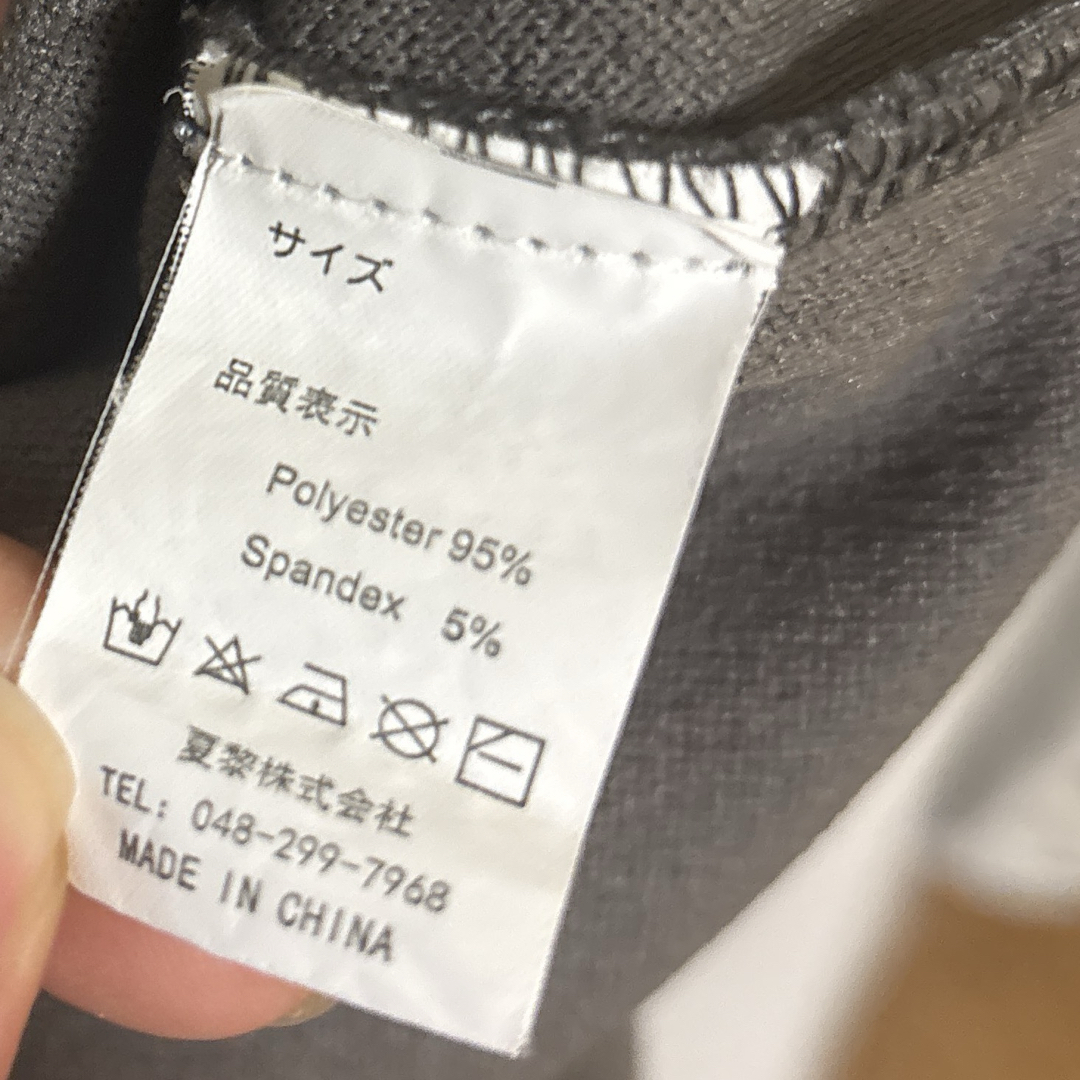 サイズ
品質表示
Polyester 95%
Spandex 5%
夏黎株式会社
TEL: 048-299-7968
MADE IN CHINA